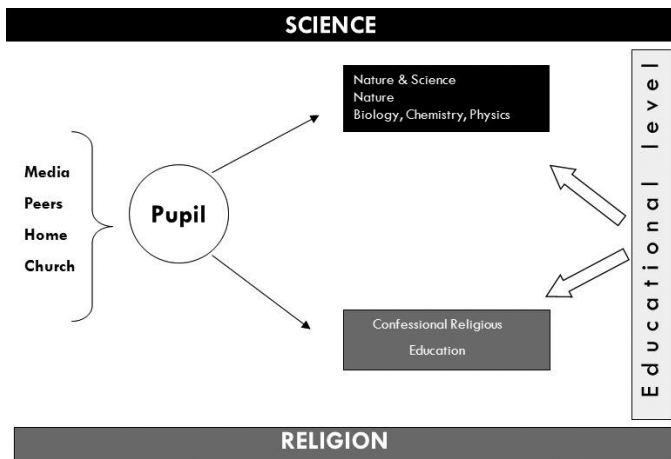 SCIENCE
Nature & Science
Nature
Biology, Chemistry, Physics
Media
Peers
Home
Church
Pupil
Confessional Religious
Education
Educational level
RELIGION